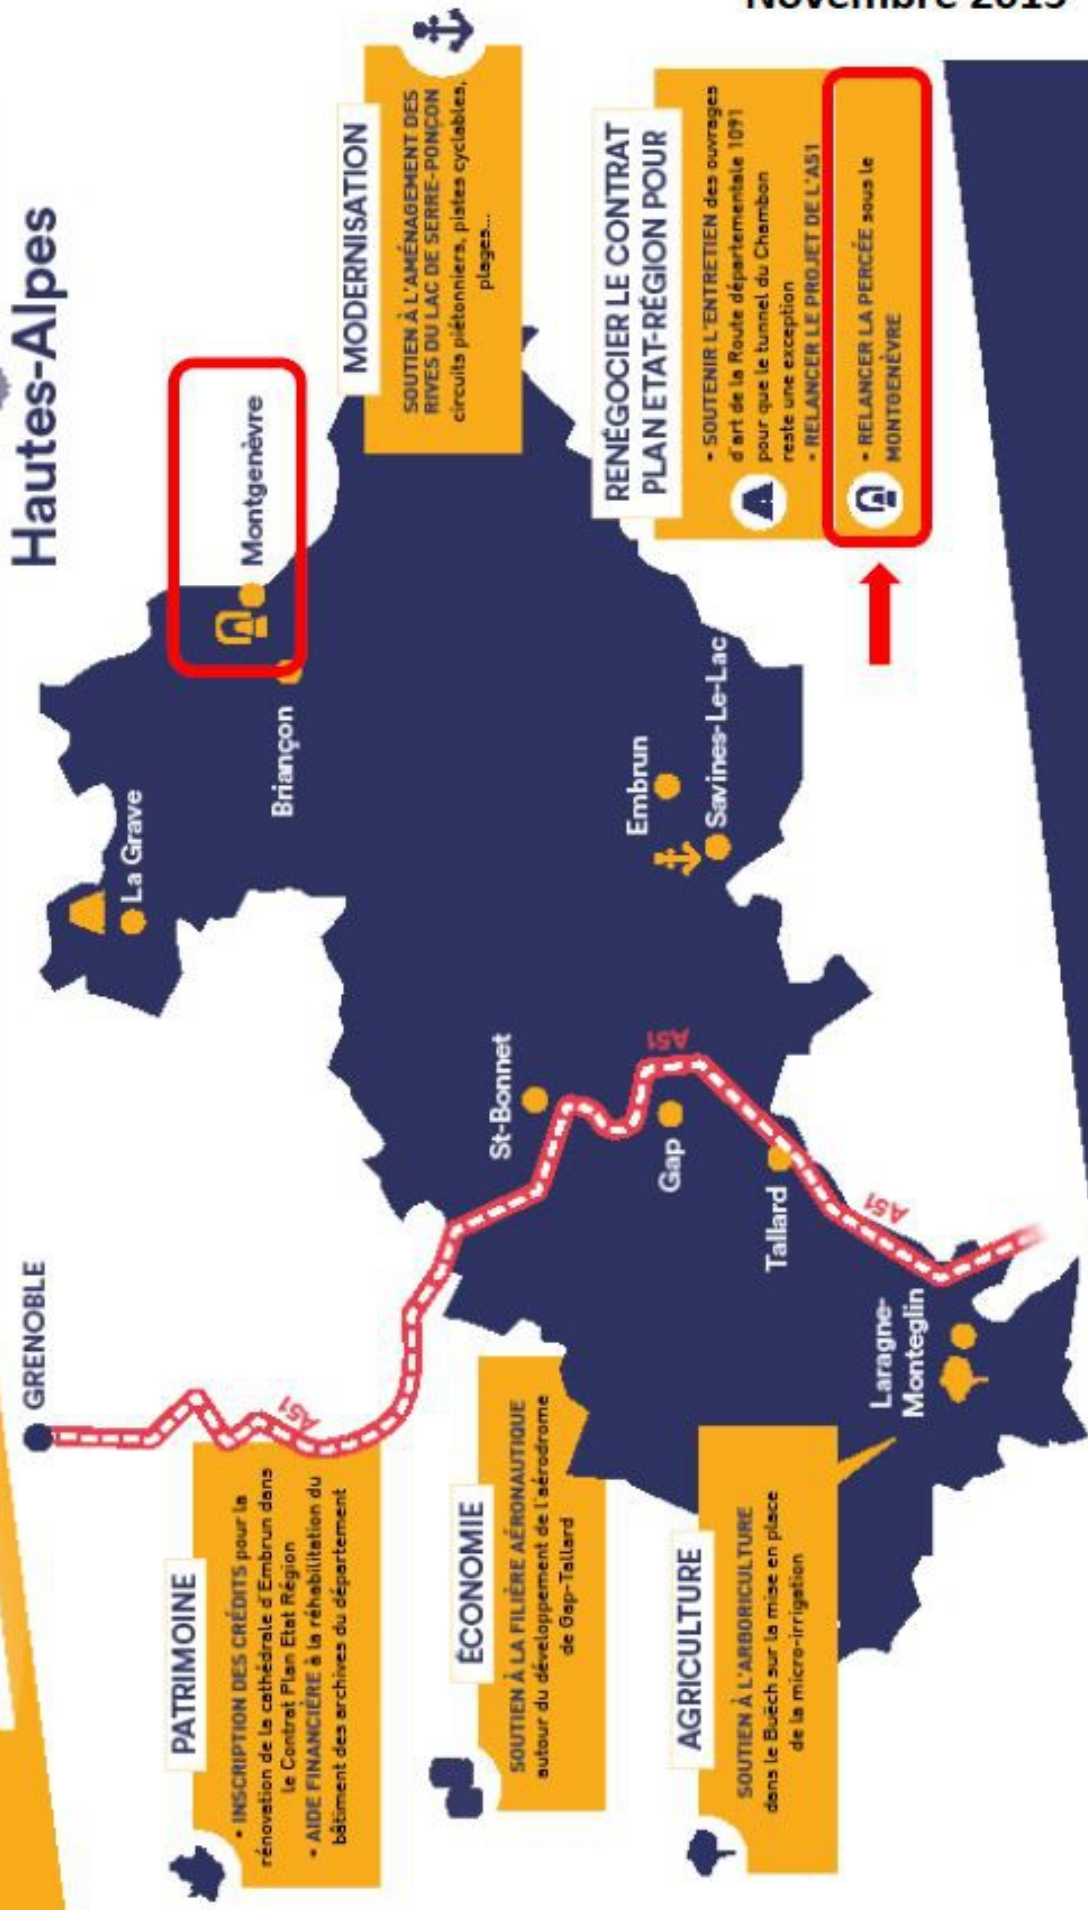 Novembre 2015
Hautes-Alpes
GRENOBLE
A51
La Grave
Briançon
Montgenèvre
St-Bonnet
Gap
A51
Embrun
Savines-Le-Lac
Tallard
A51
Laragne-
Monteglin
PATRIMOINE
• INSCRIPTION DES CRÉDITS pour la
rénovation de la cathédrale d'Embrun dans
le Contrat Plan Etat Région
• AIDE FINANCIÈRE à la réhabilitation du
bâtiment des archives du département
ÉCONOMIE
SOUTIEN À LA FILIÈRE AÉRONAUTIQUE
autour du développement de l'aérodrome
de Gap-Tallard
AGRICULTURE
SOUTIEN À L'ARBORICULTURE
dans le Buëch sur la mise en place
de la micro-irrigation
MODERNISATION
SOUTIEN À L'AMÉNAGEMENT DES
RIVES DU LAC DE SERRE-PONÇON
circuits piétonniers, pistes cyclables,
plages...
RENÉGOCIER LE CONTRAT
PLAN ETAT-RÉGION POUR
• SOUTENIR L'ENTRETIEN des ouvrages
d'art de la Route départementale 1091
pour que le tunnel du Chambon
reste une exception
• RELANCER LE PROJET DE L'A51
• RELANCER LA PERCÉE sous le
MONTGENÈVRE